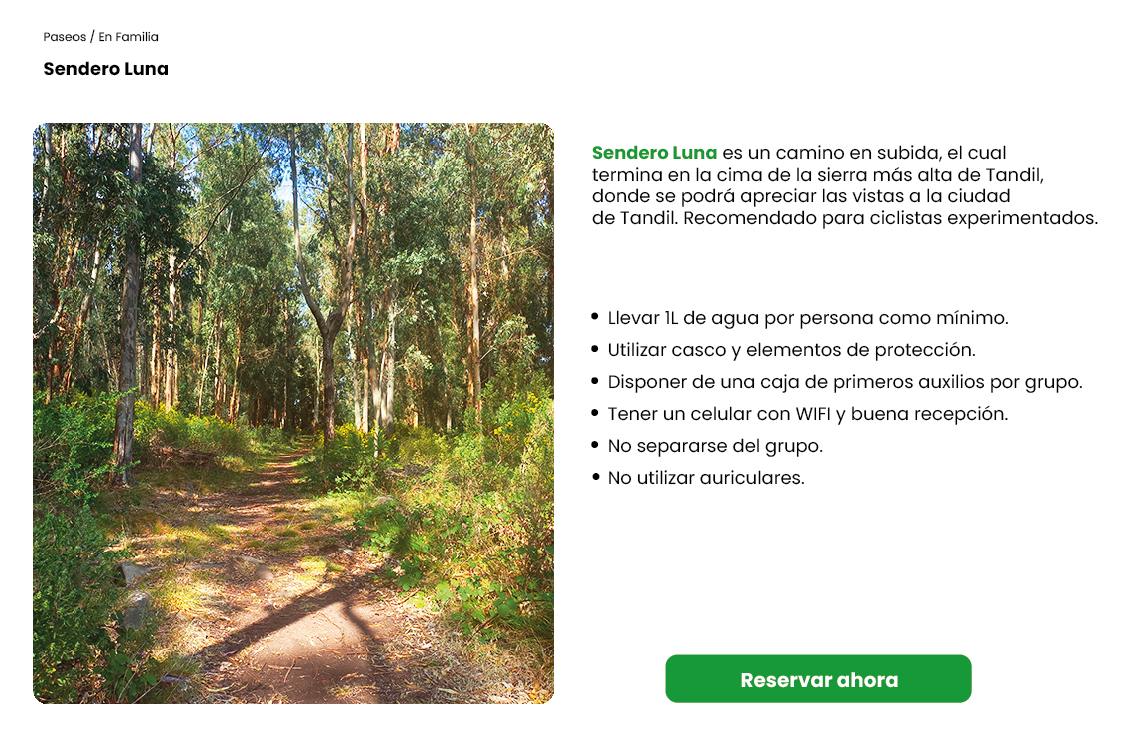 Paseos / En Familia
Sendero Luna
Sendero Luna es un camino en subida, el cual
termina en la cima de la sierra más alta de Tandil,
donde se podrá apreciar las vistas a la ciudad
de Tandil. Recomendado para ciclistas experimentados.
• Llevar 1L de agua por persona como mínimo.
• Utilizar casco y elementos de protección.
• Disponer de una caja de primeros auxilios por grupo.
• Tener un celular con WIFI y buena recepción.
• No separarse del grupo.
• No utilizar auriculares.
Reservar ahora